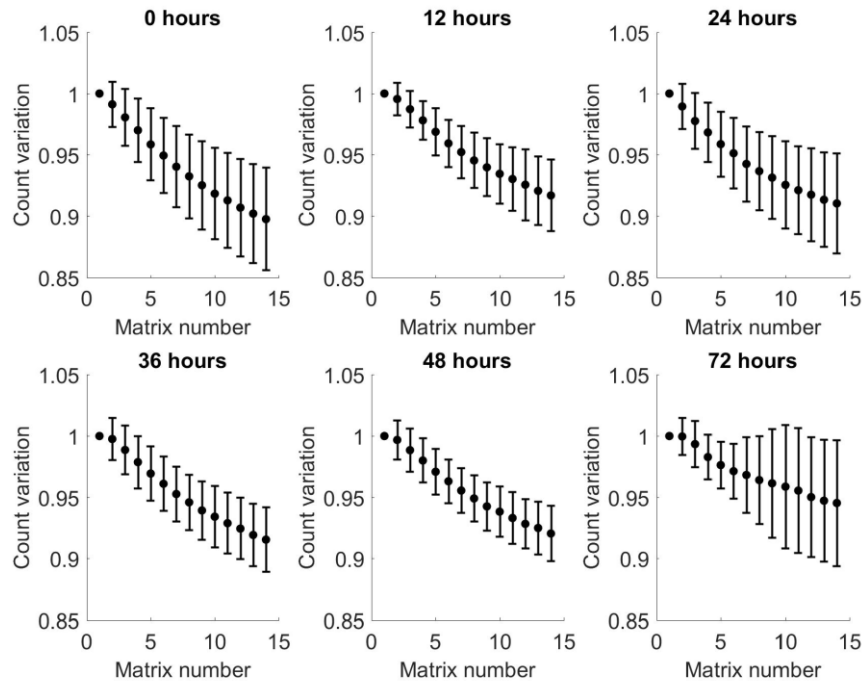 0 hours
1.05
1
0.95
0.9
0.85
Count variation
0 5 10 15
Matrix number
12 hours
1.05
1
0.95
0.9
0.85
Count variation
0 5 10 15
Matrix number
24 hours
1.05
1
0.95
0.9
0.85
Count variation
0 5 10 15
Matrix number
36 hours
1.05
1
0.95
0.9
0.85
Count variation
0 5 10 15
Matrix number
48 hours
1.05
1
0.95
0.9
0.85
Count variation
0 5 10 15
Matrix number
72 hours
1.05
1
0.95
0.9
0.85
Count variation
0 5 10 15
Matrix number